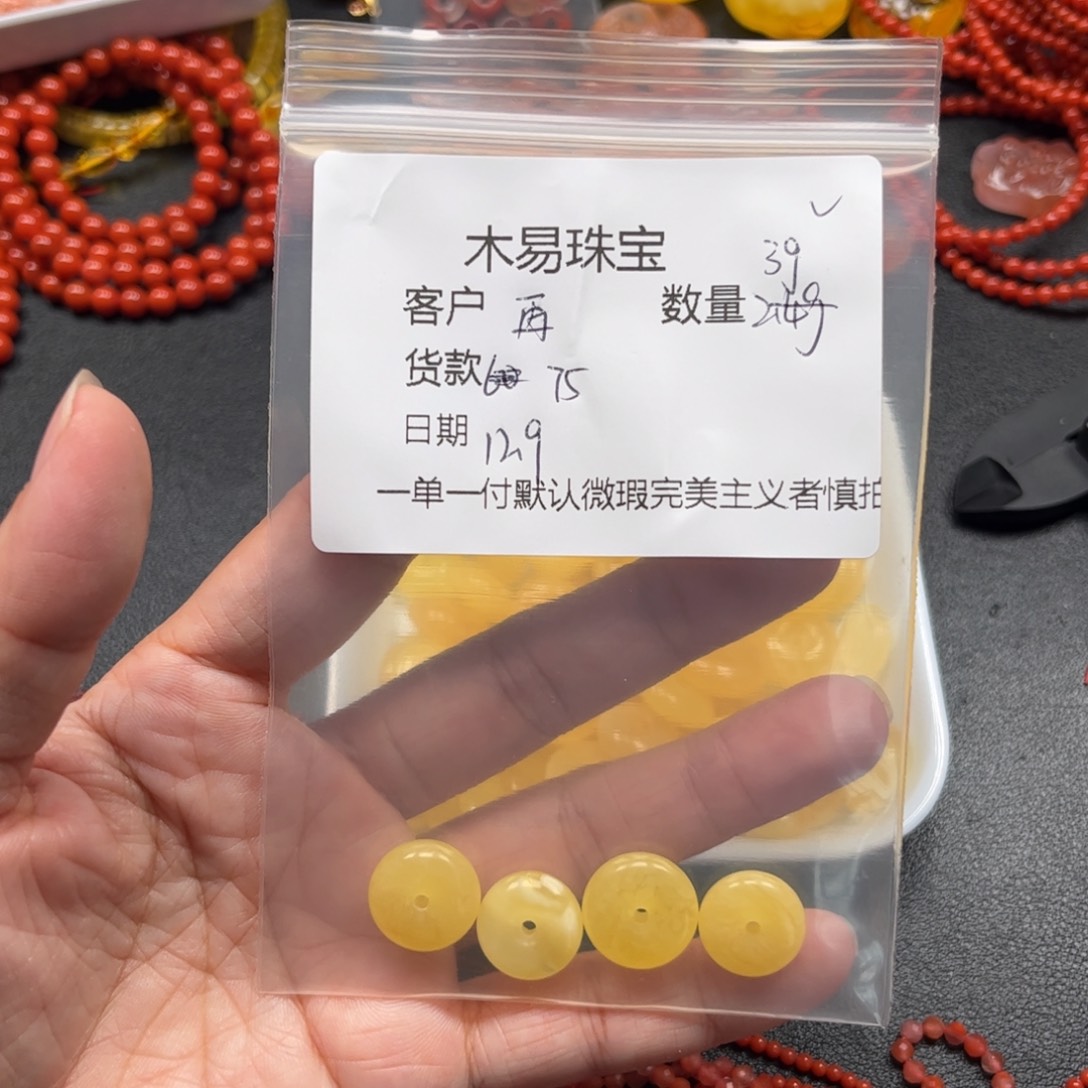 木易珠宝
3g
客户 再 数量
货款 75
日期 12.9
一单一付默认微瑕完美主义者慎拍